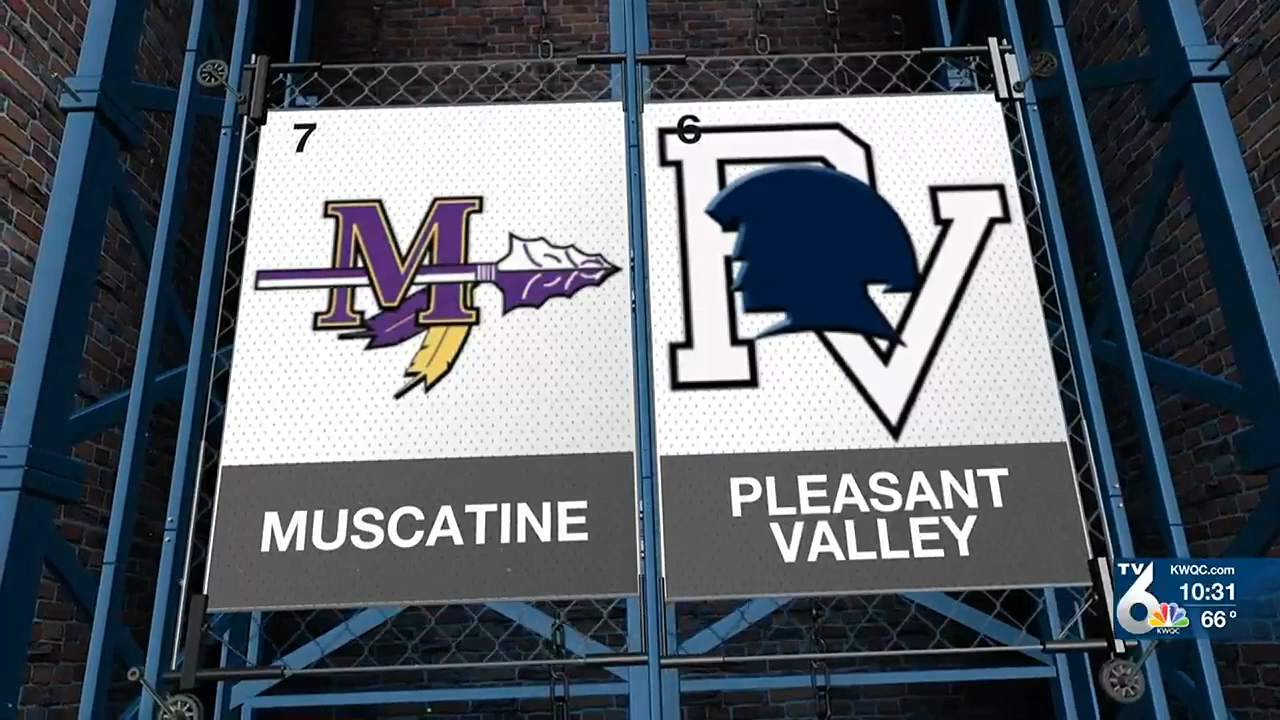 7
6
M
PV
MUSCATINE
PLEASANT
VALLEY
TV
6
KWQC.com
10:31
66°
KWQC